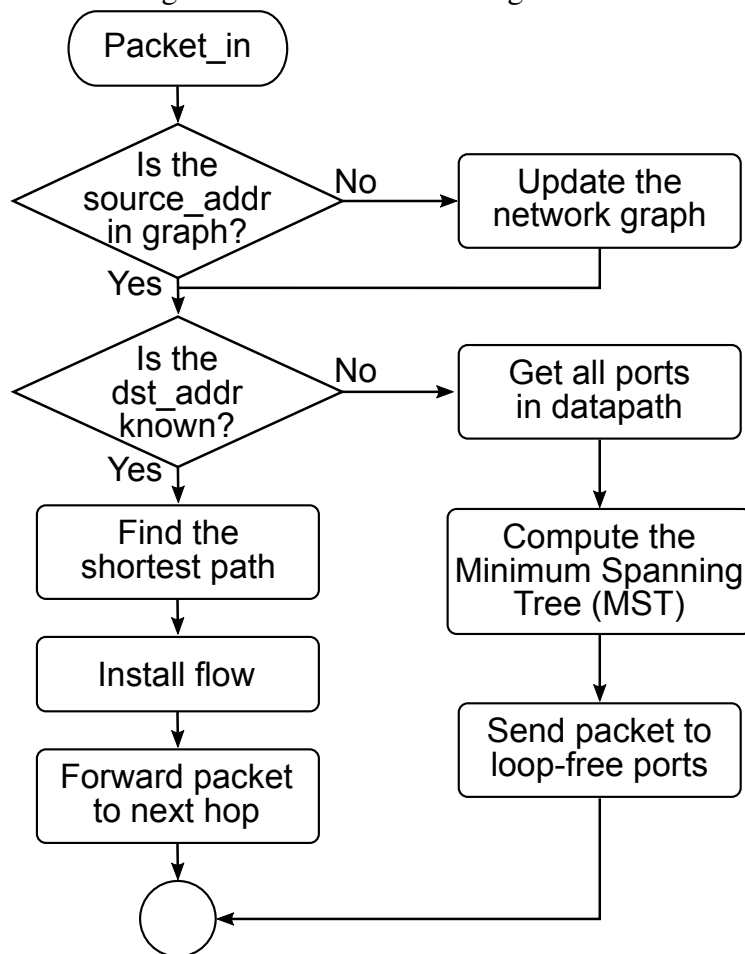 Packet_in
Is the
source_addr
in graph?
No
Update the
network graph
Yes
Is the
dst_addr
known?
No
Get all ports
in datapath
Yes
Find the
shortest path
Compute the
Minimum Spanning
Tree (MST)
Install flow
Send packet to
loop-free ports
Forward packet
to next hop